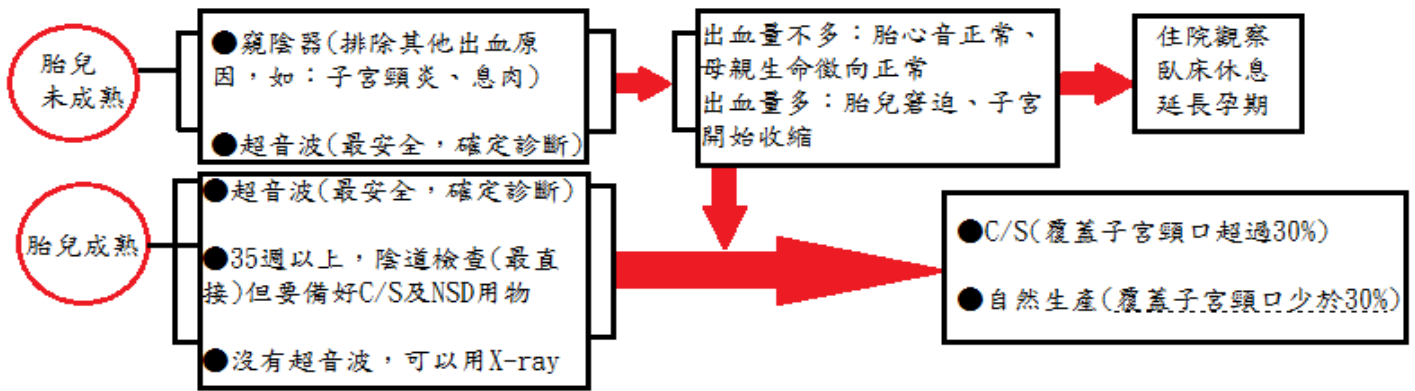 胎兒
未成熟
●窺陰器(排除其他出血原
因，如：子宮頸炎、息肉)
●超音波(最安全，確定診斷)
出血量不多：胎心音正常、
母親生命徵向正常
出血量多：胎兒窘迫、子宮
開始收縮
住院觀察
臥床休息
延長孕期
胎兒成熟
●超音波(最安全，確定診斷)
●35週以上，陰道檢查(最直
接)但要備好C/S及NSD用物
●沒有超音波，可以用X-ray
●C/S(覆蓋子宮頸口超過30%)
●自然生產(覆蓋子宮頸口少於30%)